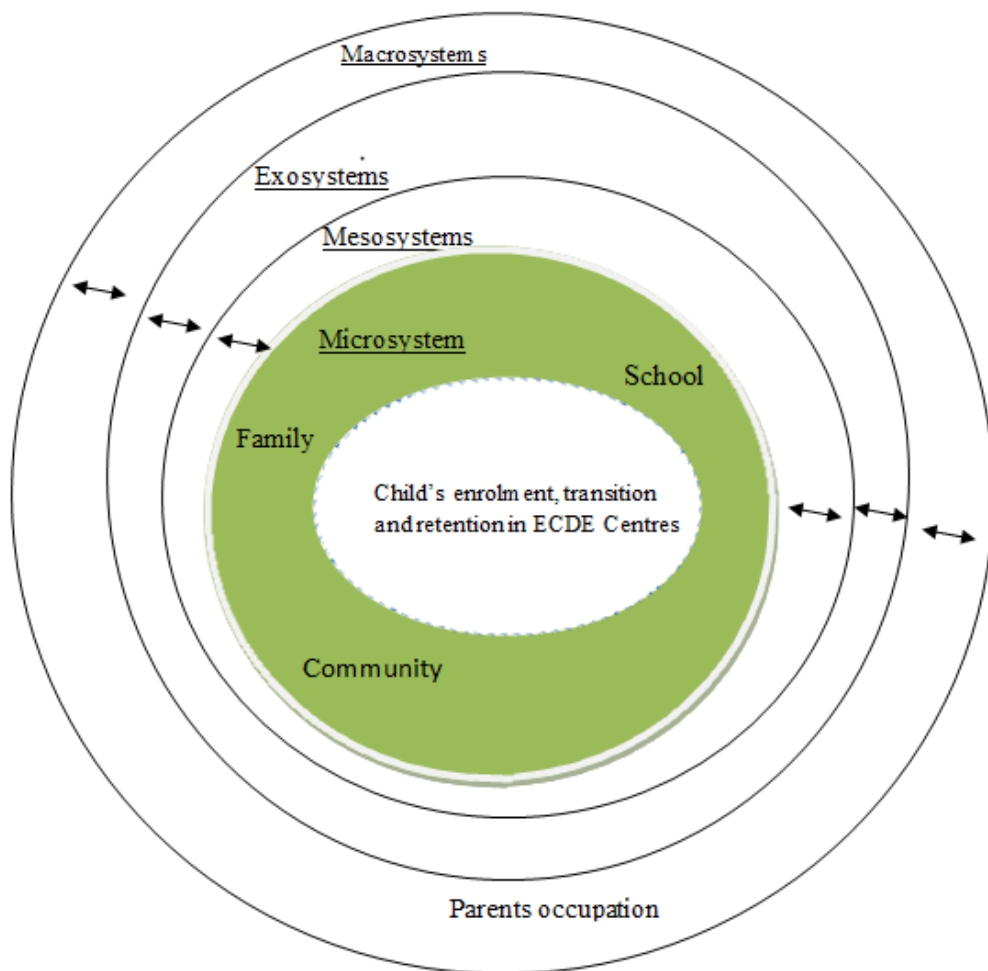 Macrosystems
Exosystems
Mesosystems
Microsystem
School
Family
Child's enrolment, transition
and retention in ECDE Centres
Community
Parents occupation